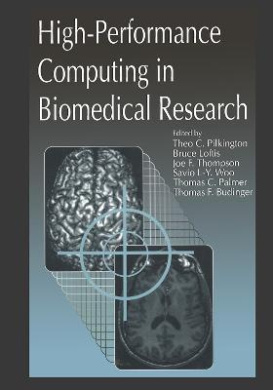 High-Performance
Computing in
Biomedical Research
Edited by
Theo C. Pilkington
Bruce Loftis
Joe F. Thompson
Savio L-Y. Woo
Thomas C. Palmer
Thomas F. Budinger